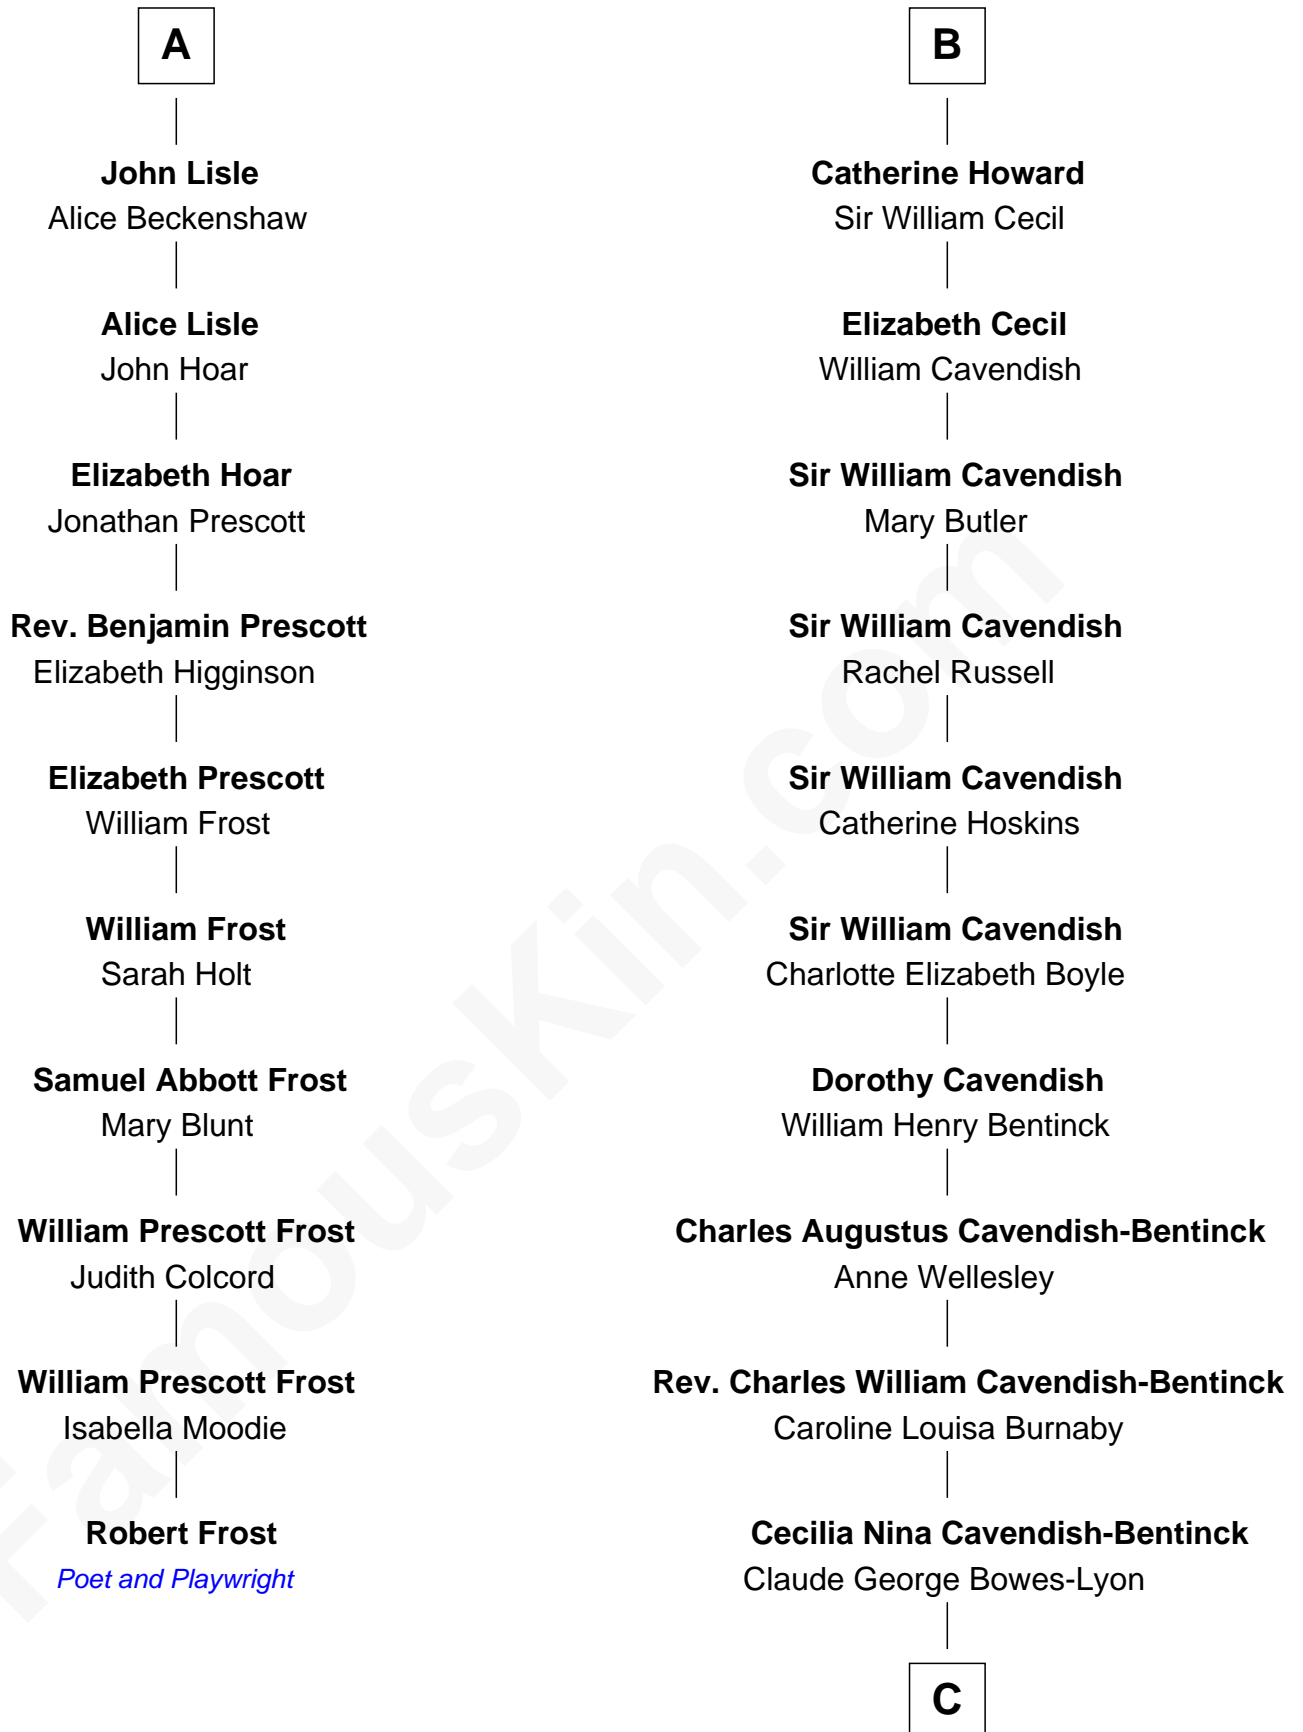 A
John Lisle
Alice Beckenshaw
Alice Lisle
John Hoar
Elizabeth Hoar
Jonathan Prescott
Rev. Benjamin Prescott
Elizabeth Higginson
Elizabeth Prescott
William Frost
William Frost
Sarah Holt
Samuel Abbott Frost
Mary Blunt
William Prescott Frost
Judith Colcord
William Prescott Frost
Isabella Moodie
Robert Frost
Poet and Playwright
B
Catherine Howard
Sir William Cecil
Elizabeth Cecil
William Cavendish
Sir William Cavendish
Mary Butler
Sir William Cavendish
Rachel Russell
Sir William Cavendish
Catherine Hoskins
Sir William Cavendish
Charlotte Elizabeth Boyle
Dorothy Cavendish
William Henry Bentinck
Charles Augustus Cavendish-Bentinck
Anne Wellesley
Rev. Charles William Cavendish-Bentinck
Caroline Louisa Burnaby
Cecilia Nina Cavendish-Bentinck
Claude George Bowes-Lyon
C
FamousKin.com